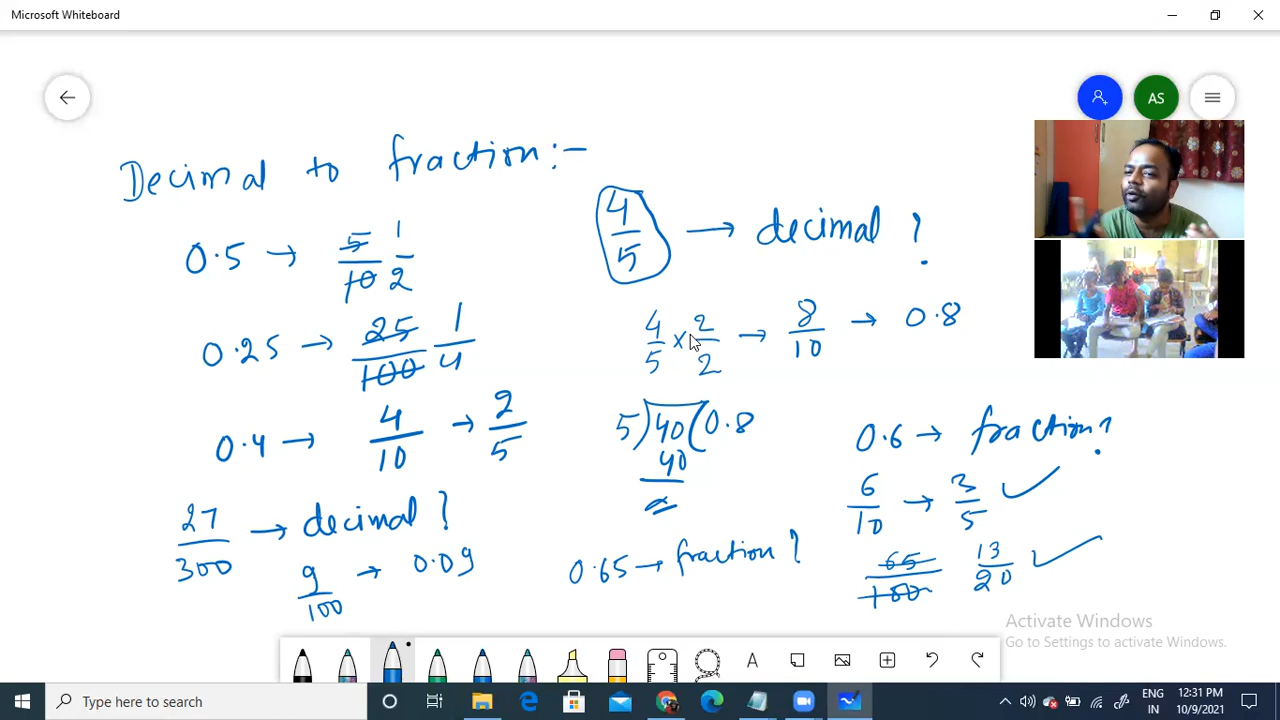 Microsoft Whiteboard
AS
Decimal to fraction:-
0.5 → 5/10 1/2
0.25 → 25/100 1/4
0.4 → 4/10 → 2/5
27/300 → decimal ?
9/100 → 0.09
4/5 → decimal ?
4/5 × 2/2 → 8/10 → 0.8
5)40(0.8
40
×
0.65 → fraction ?
0.6 → fraction ?
6/10 → 3/5 ✓
65/100 13/20 ✓
Activate Windows
Go to Settings to activate Windows.
A
Type here to search
ENG
IN
12:31 PM
10/9/2021